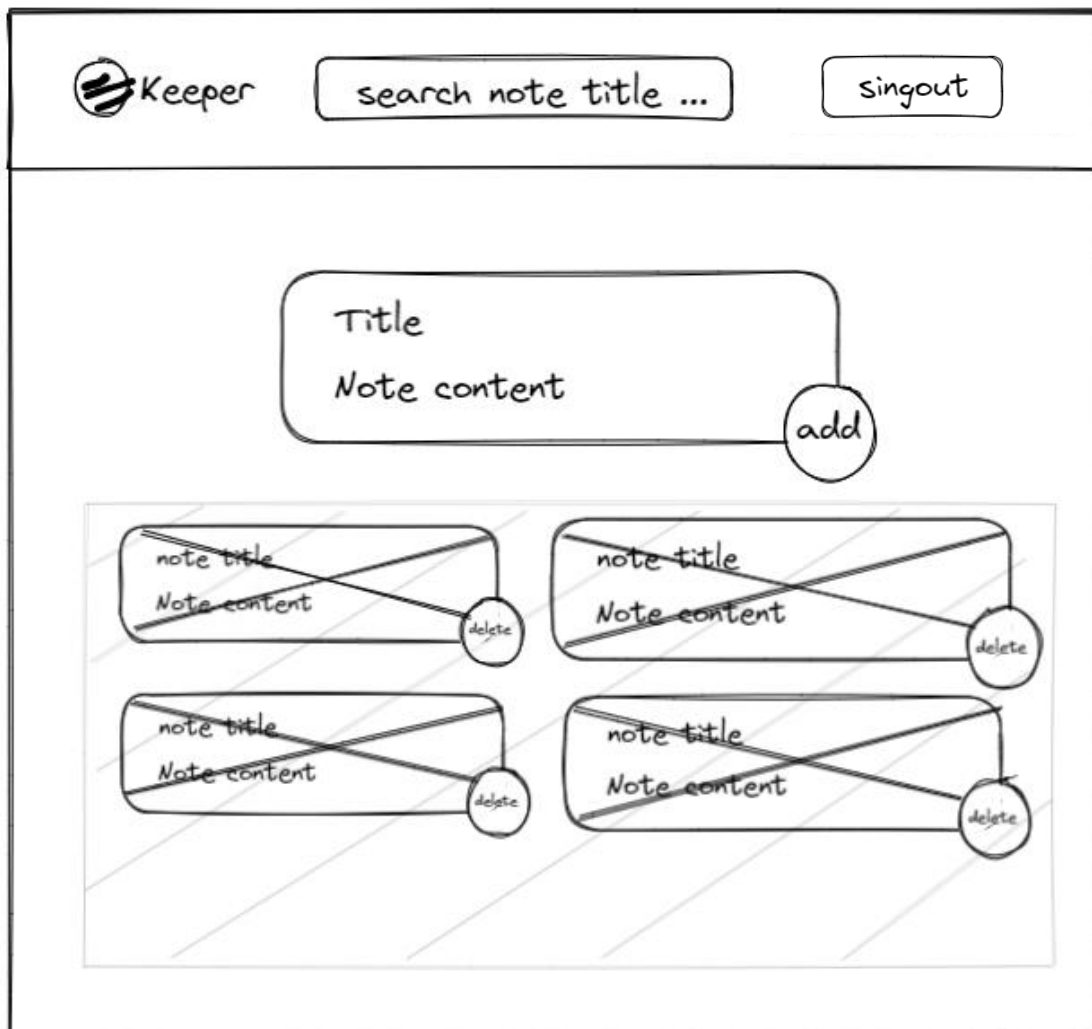 Keeper
search note title ...
singout
Title
Note content
add
note title
Note content
delete
note title
Note content
delete
note title
Note content
delete
note title
Note content
delete